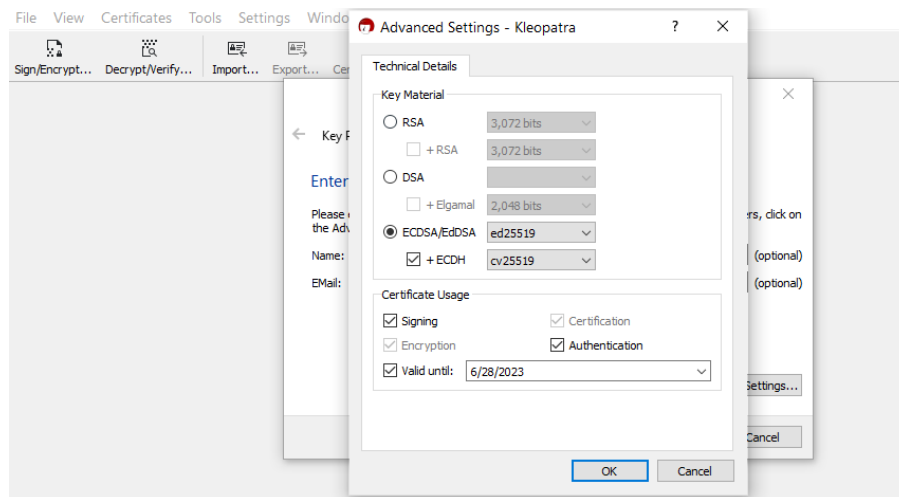 File View Certificates Tools Settings Windo
Sign/Encrypt... Decrypt/Verify... Import... Export... Cer
Advanced Settings - Kleopatra ?
Technical Details
Key Material
RSA 3,072 bits
+ RSA 3,072 bits
DSA
+ Elgamal 2,048 bits
ECDSA/EdDSA ed25519
+ ECDH cv25519
Certificate Usage
Signing Certification
Encryption Authentication
Valid until: 6/28/2023
OK Cancel
Key P
Enter
Please
the Adv
rs, click on
Name: (optional)
EMail: (optional)
Settings...
Cancel